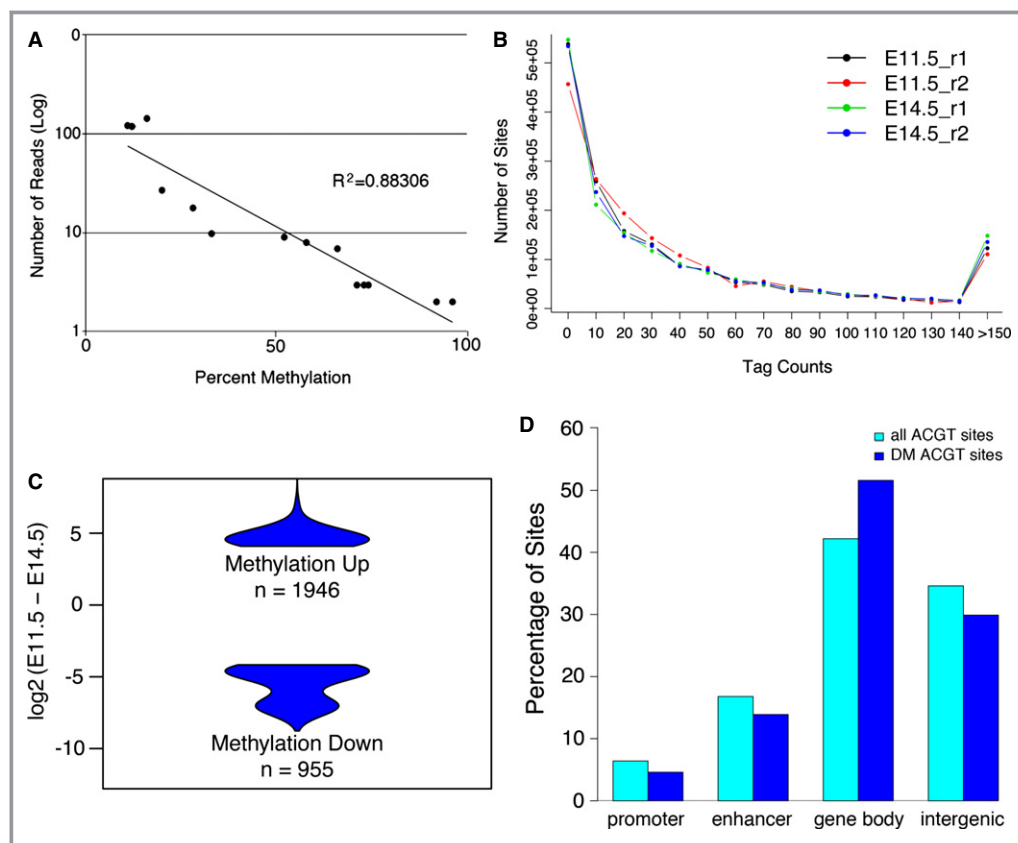 A
0
100
10
1
0
50
100
Number of Reads (Log)
Percent Methylation
R²=0.88306
B
5e+05
4e+05
3e+05
2e+05
1e+05
0e+00
Number of Sites
E11.5_r1
E11.5_r2
E14.5_r1
E14.5_r2
0 10 20 30 40 50 60 70 80 90 100 110 120 130 140 >150
Tag Counts
C
5
0
-5
-10
log2 (E11.5 – E14.5)
Methylation Up
n = 1946
Methylation Down
n = 955
D
60
50
40
30
20
10
0
Percentage of Sites
all ACGT sites
DM ACGT sites
promoter enhancer gene body intergenic